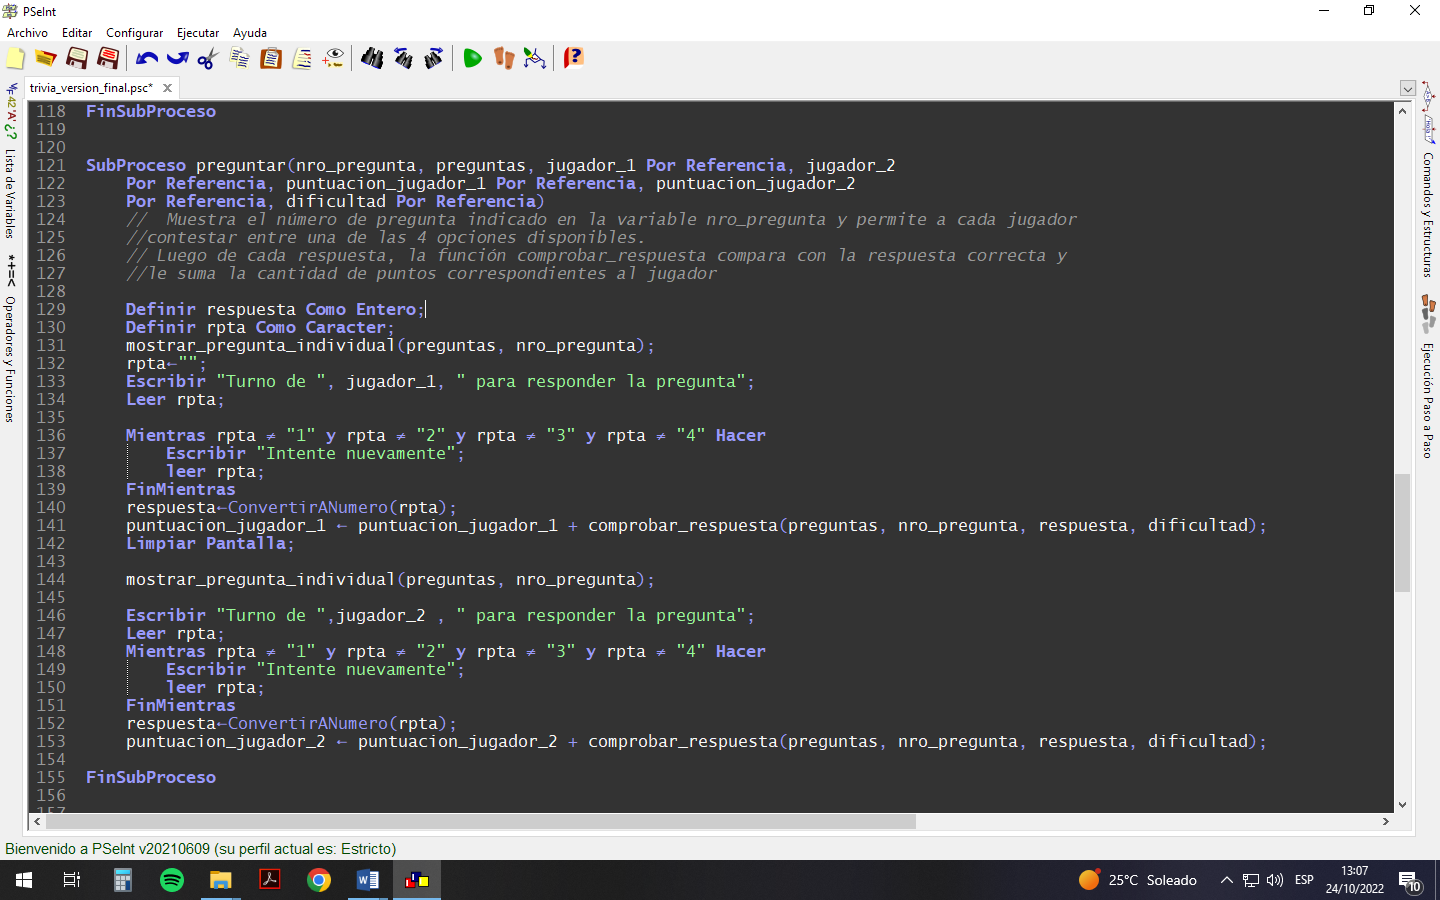 PSeInt
Archivo Editar Configurar Ejecutar Ayuda
trivia_version_final.psc*
118 FinSubProceso
119
120
121 SubProceso preguntar(nro_pregunta, preguntas, jugador_1 Por Referencia, jugador_2
122 Por Referencia, puntuacion_jugador_1 Por Referencia, puntuacion_jugador_2
123 Por Referencia, dificultad Por Referencia)
124 // Muestra el número de pregunta indicado en la variable nro_pregunta y permite a cada jugador
125 //contestar entre una de las 4 opciones disponibles.
126 // Luego de cada respuesta, la función comprobar_respuesta compara con la respuesta correcta y
127 //le suma la cantidad de puntos correspondientes al jugador
128
129 Definir respuesta Como Entero;
130 Definir rpta Como Caracter;
131 mostrar_pregunta_individual(preguntas, nro_pregunta);
132 rpta←"";
133 Escribir "Turno de ", jugador_1, " para responder la pregunta";
134 Leer rpta;
135
136 Mientras rpta ≠ "1" y rpta ≠ "2" y rpta ≠ "3" y rpta ≠ "4" Hacer
137 Escribir "Intente nuevamente";
138 leer rpta;
139 FinMientras
140 respuesta←ConvertirANumero(rpta);
141 puntuacion_jugador_1 ← puntuacion_jugador_1 + comprobar_respuesta(preguntas, nro_pregunta, respuesta, dificultad);
142 Limpiar Pantalla;
143
144 mostrar_pregunta_individual(preguntas, nro_pregunta);
145
146 Escribir "Turno de ",jugador_2 , " para responder la pregunta";
147 Leer rpta;
148 Mientras rpta ≠ "1" y rpta ≠ "2" y rpta ≠ "3" y rpta ≠ "4" Hacer
149 Escribir "Intente nuevamente";
150 leer rpta;
151 FinMientras
152 respuesta←ConvertirANumero(rpta);
153 puntuacion_jugador_2 ← puntuacion_jugador_2 + comprobar_respuesta(preguntas, nro_pregunta, respuesta, dificultad);
154
155 FinSubProceso
156
157
Lista de Variables
*+=< Operadores y Funciones
Comandos y Estructuras
Ejecución Paso a Paso
Bienvenido a PSeInt v20210609 (su perfil actual es: Estricto)
25°C Soleado
ESP
13:07
24/10/2022
10